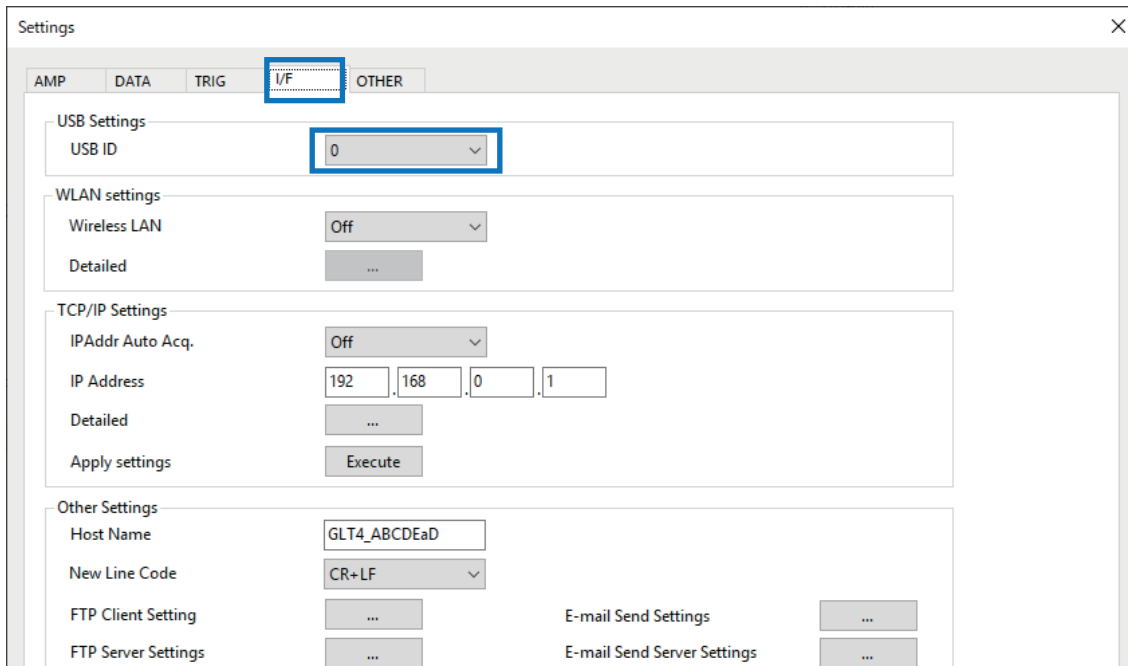 Settings
AMP DATA TRIG I/F OTHER
USB Settings
USB ID 0
WLAN settings
Wireless LAN Off
Detailed ...
TCP/IP Settings
IPAddr Auto Acq. Off
IP Address 192 . 168 . 0 . 1
Detailed ...
Apply settings Execute
Other Settings
Host Name GLT4_ABCDEaD
New Line Code CR+LF
FTP Client Setting ... E-mail Send Settings ...
FTP Server Settings ... E-mail Send Server Settings ...